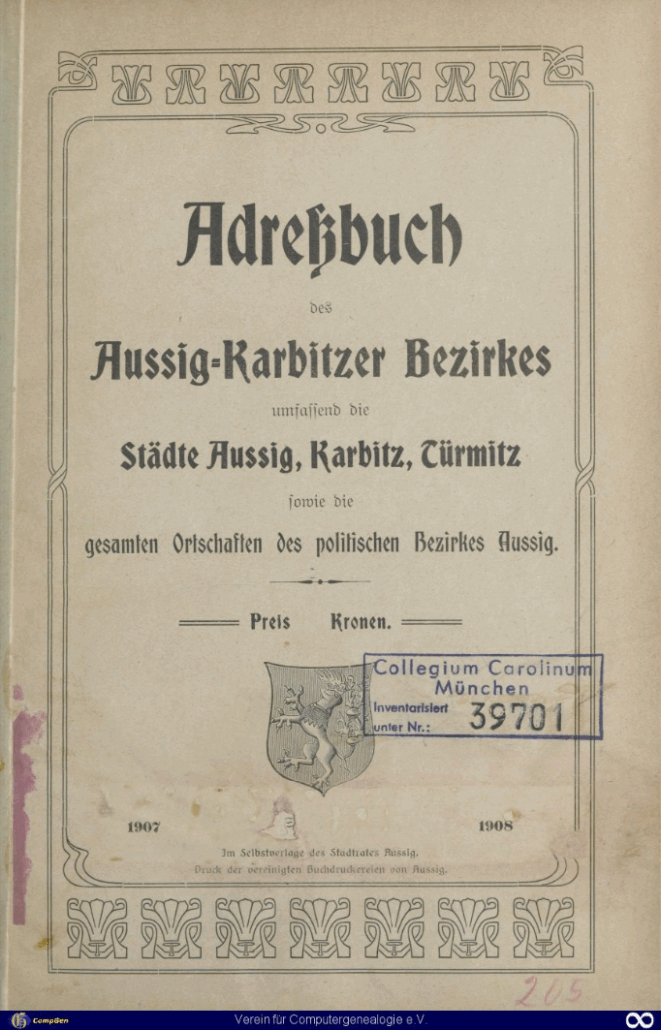 Adreßbuch
des
Aussig-Karbitzer Bezirkes
umfassend die
Städte Aussig, Karbitz, Türmitz
sowie die
gesamten Ortschaften des politischen Bezirkes Aussig.
Preis Kronen.
Collegium Carolinum
München
Inventarisiert
unter Nr.: 39701
1907 1908
Im Selbstverlage des Stadtrates Aussig.
Druck der vereinigten Buchdruckereien von Aussig.
205
CompGen Verein für Computergenealogie e.V.